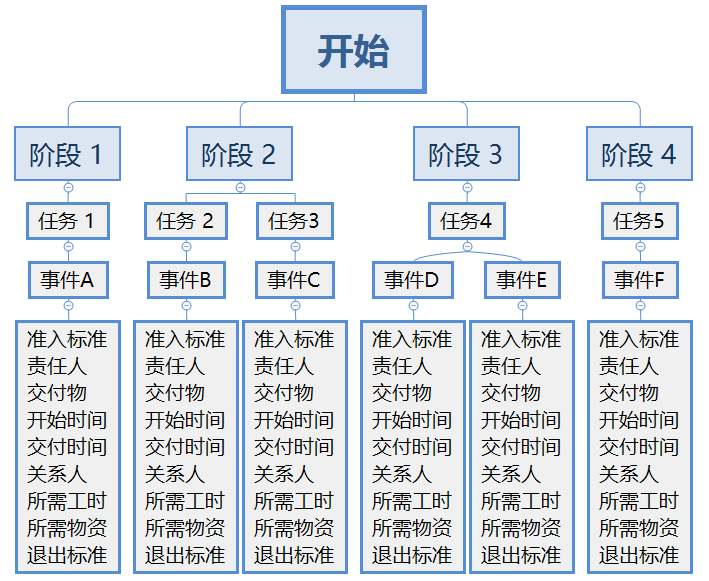 开始
阶段 1
阶段 2
阶段 3
阶段 4
任务 1
任务 2
任务3
任务4
任务5
事件A
事件B
事件C
事件D
事件E
事件F
准入标准
责任人
交付物
开始时间
交付时间
关系人
所需工时
所需物资
退出标准
准入标准
责任人
交付物
开始时间
交付时间
关系人
所需工时
所需物资
退出标准
准入标准
责任人
交付物
开始时间
交付时间
关系人
所需工时
所需物资
退出标准
准入标准
责任人
交付物
开始时间
交付时间
关系人
所需工时
所需物资
退出标准
准入标准
责任人
交付物
开始时间
交付时间
关系人
所需工时
所需物资
退出标准
准入标准
责任人
交付物
开始时间
交付时间
关系人
所需工时
所需物资
退出标准